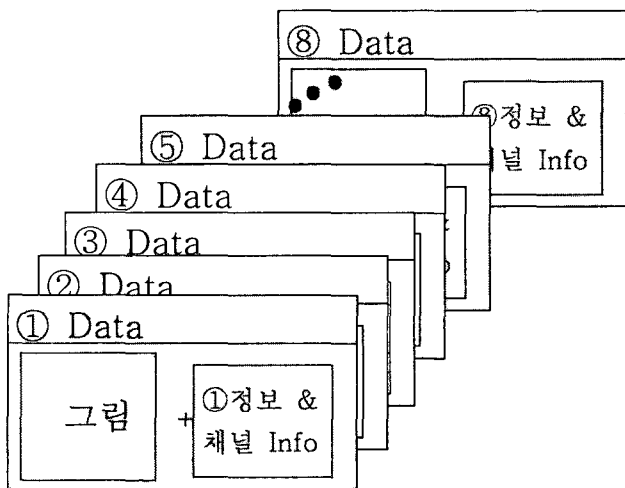 ⑧ Data
⑧정보 &
채널 Info
⑤ Data
④ Data
③ Data
② Data
① Data
그림
+
①정보 &
채널 Info